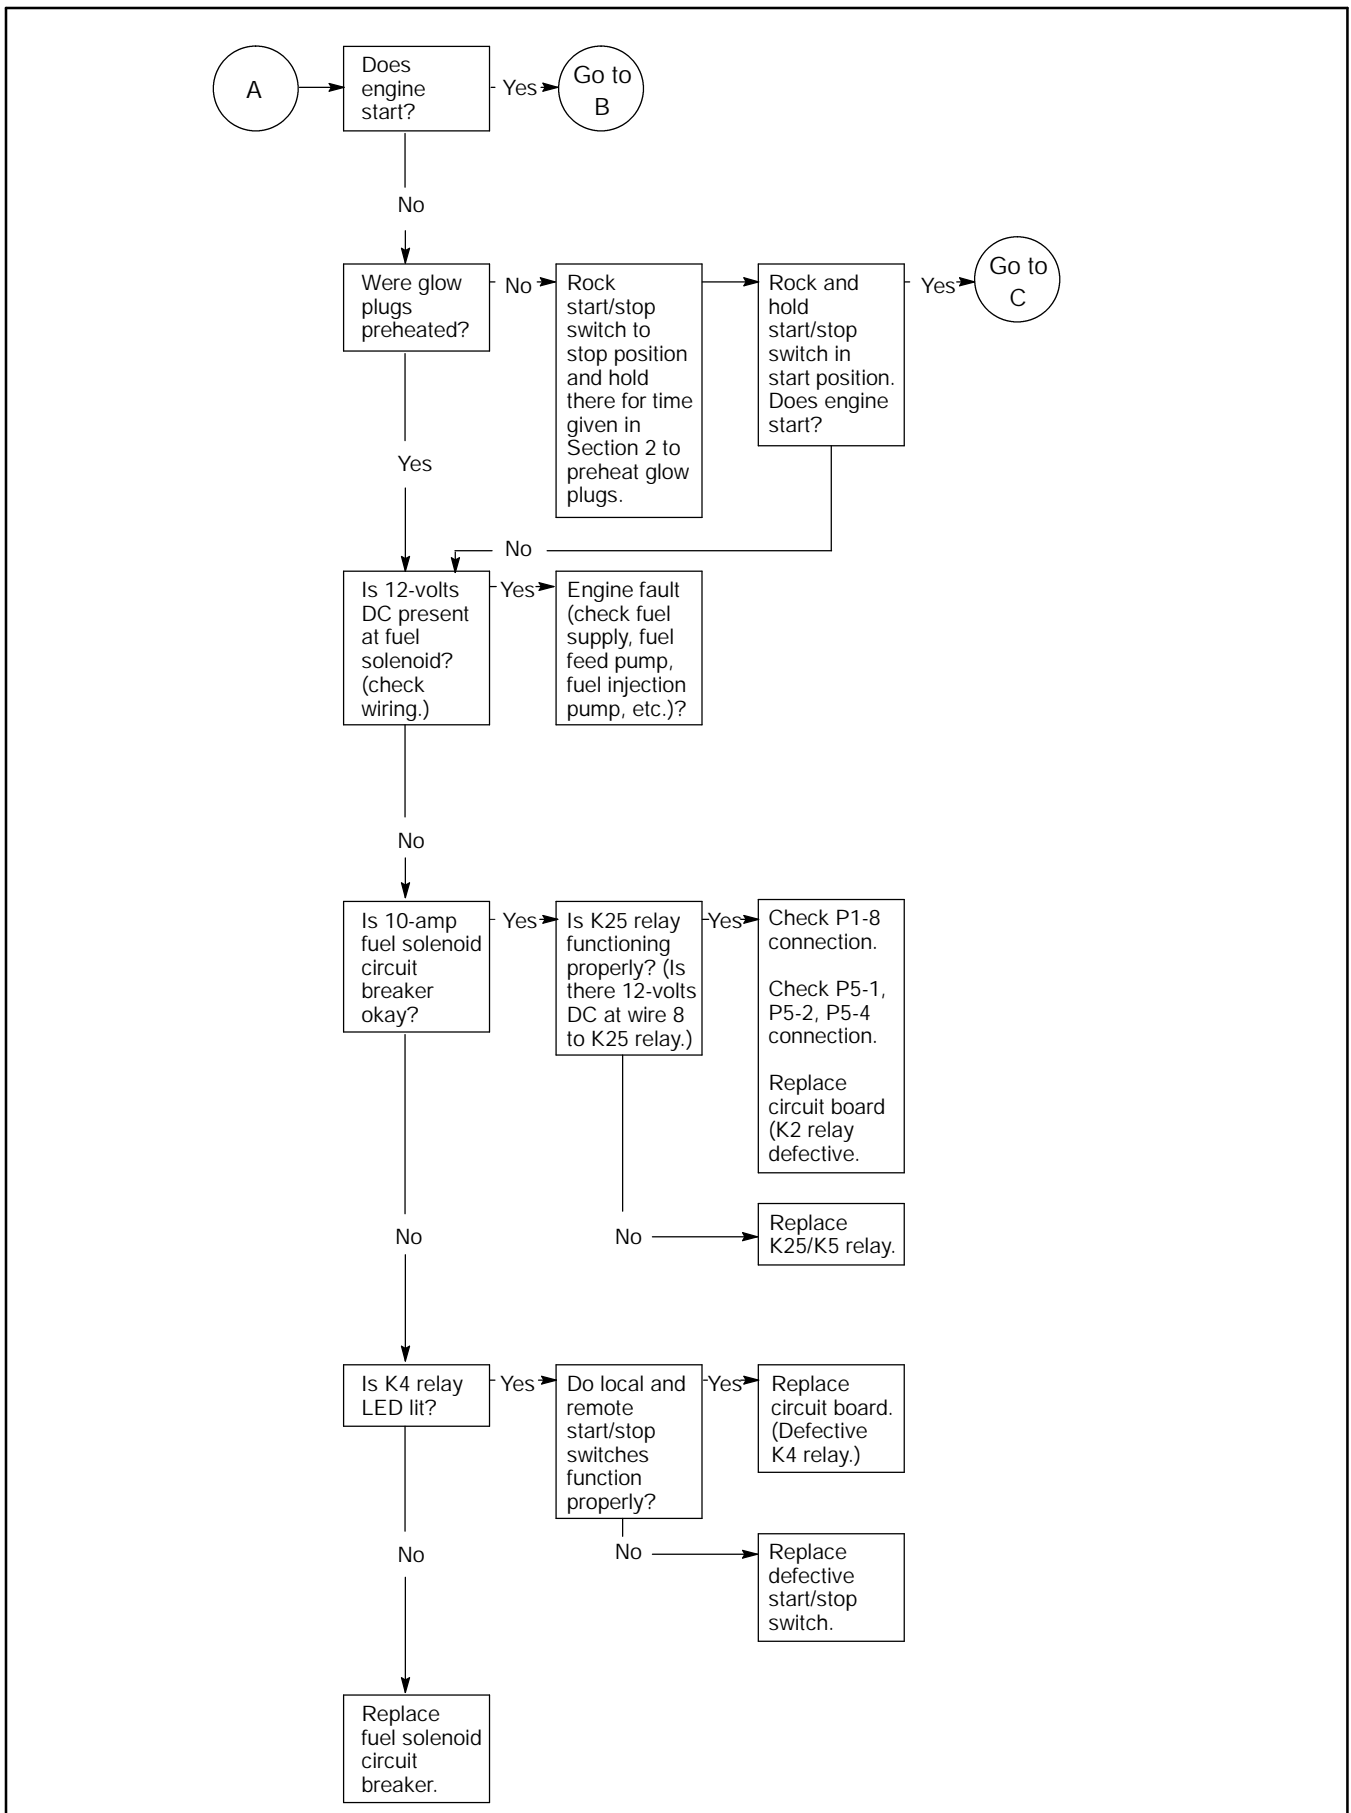 A
Does
engine
start?
Yes
Go to
B
No
Were glow
plugs
preheated?
No
Rock
start/stop
switch to
stop position
and hold
there for time
given in
Section 2 to
preheat glow
plugs.
Rock and
hold
start/stop
switch in
start position.
Does engine
start?
Yes
Go to
C
Yes
No
Is 12-volts
DC present
at fuel
solenoid?
(check
wiring.)
Yes
Engine fault
(check fuel
supply, fuel
feed pump,
fuel injection
pump, etc.)?
No
Is 10-amp
fuel solenoid
circuit
breaker
okay?
Yes
Is K25 relay
functioning
properly? (Is
there 12-volts
DC at wire 8
to K25 relay.)
Yes
Check P1-8
connection.
Check P5-1,
P5-2, P5-4
connection.
Replace
circuit board
(K2 relay
defective.
No
No
Replace
K25/K5 relay.
Is K4 relay
LED lit?
Yes
Do local and
remote
start/stop
switches
function
properly?
Yes
Replace
circuit board.
(Defective
K4 relay.)
No
No
Replace
defective
start/stop
switch.
Replace
fuel solenoid
circuit
breaker.